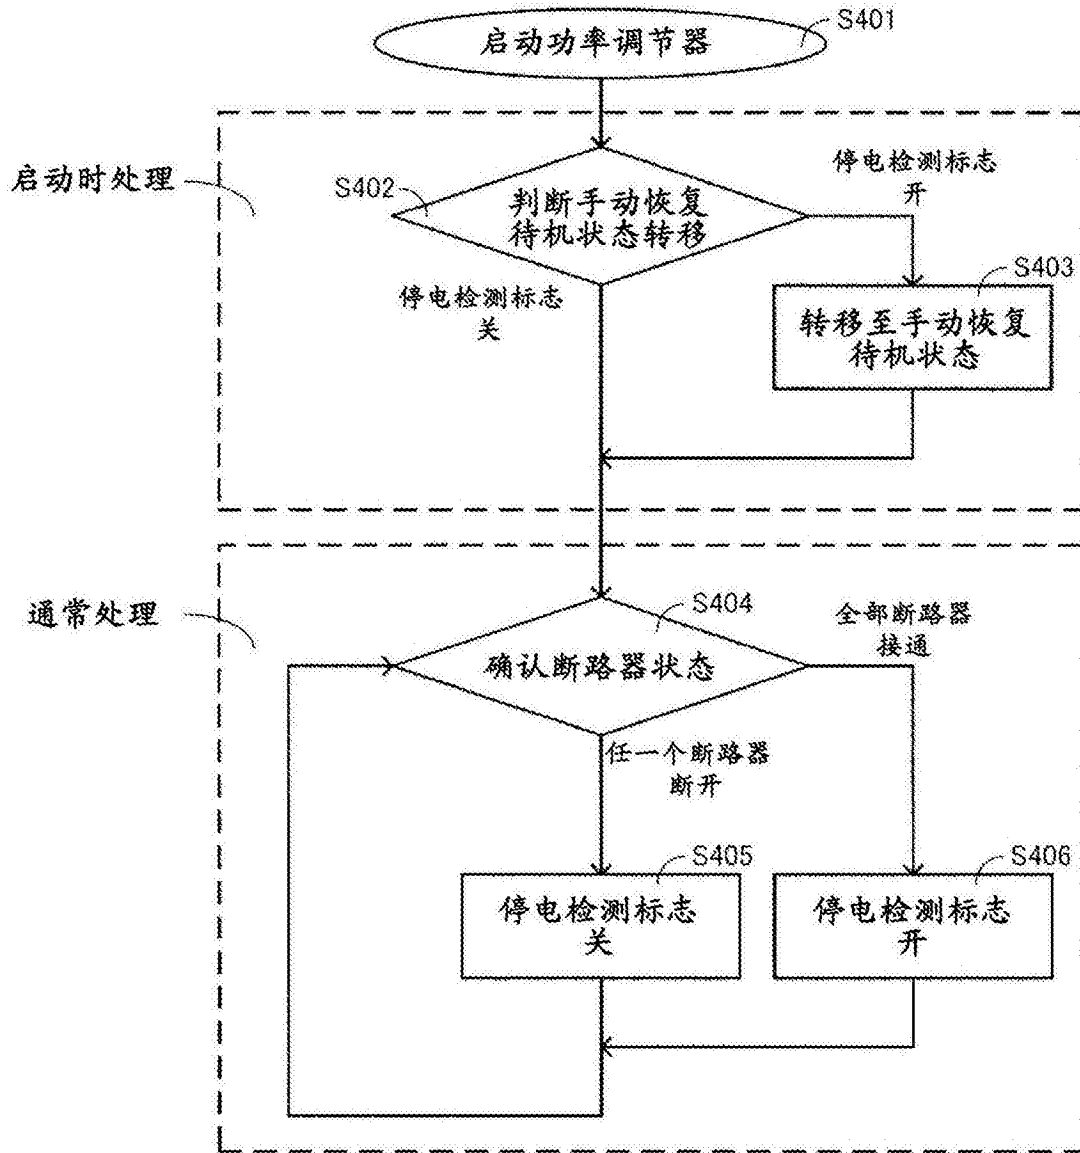 启动功率调节器
S401
启动时处理
S402
判断手动恢复
待机状态转移
停电检测标志
开
停电检测标志
关
S403
转移至手动恢复
待机状态
通常处理
S404
确认断路器状态
全部断路器
接通
任一个断路器
断开
S405
停电检测标志
关
S406
停电检测标志
开